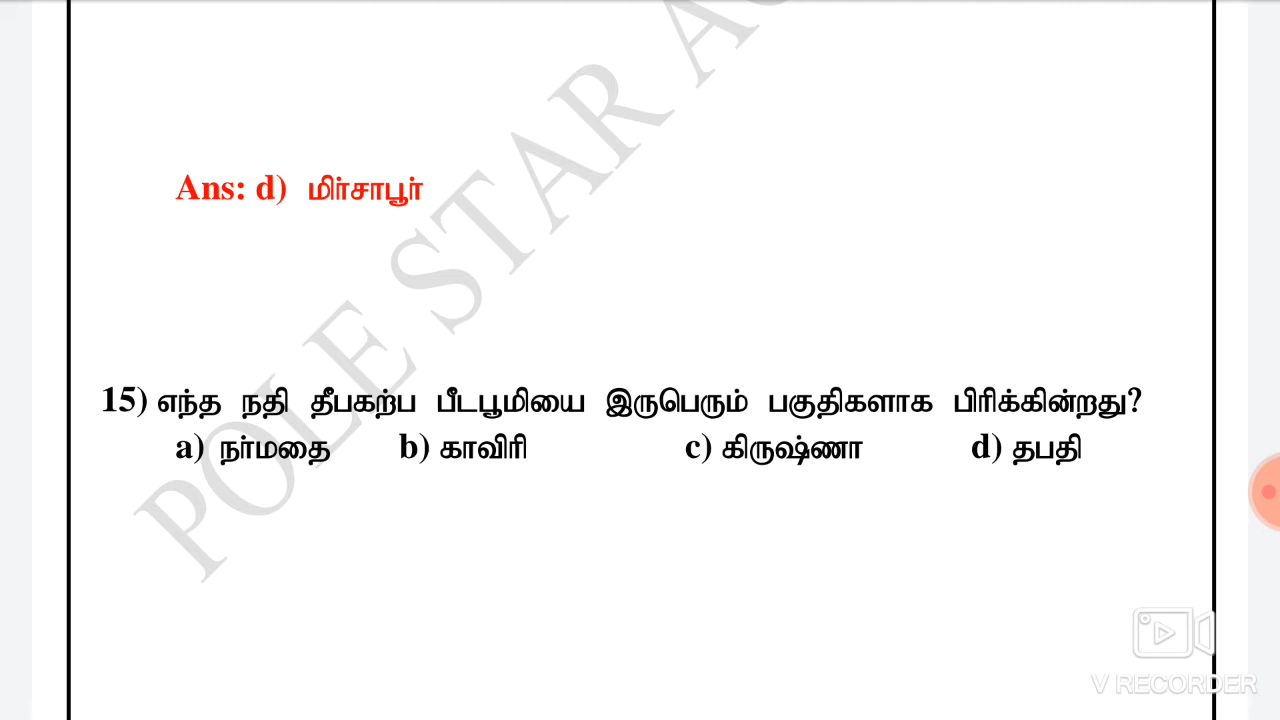 POLE STAR A
Ans: d) மிர்சாபூர்
15) எந்த நதி தீபகற்ப பீடபூமியை இருபெரும் பகுதிகளாக பிரிக்கின்றது?
a) நர்மதை b) காவிரி c) கிருஷ்ணா d) தபதி
V RECORDER